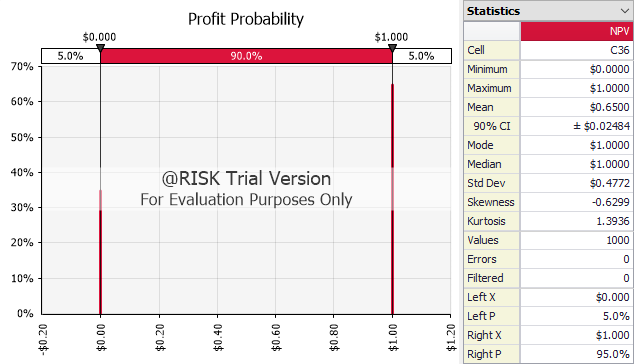 Profit Probability
$0.000 $1.000
5.0% 90.0% 5.0%
70%
60%
50%
40%
30%
20%
10%
0%
-$0.20 $0.00 $0.20 $0.40 $0.60 $0.80 $1.00 $1.20
@RISK Trial Version
For Evaluation Purposes Only
Statistics
NPV
Cell C36
Minimum $0.0000
Maximum $1.0000
Mean $0.6500
90% CI ± $0.02484
Mode $1.0000
Median $1.0000
Std Dev $0.4772
Skewness -0.6299
Kurtosis 1.3936
Values 1000
Errors 0
Filtered 0
Left X $0.000
Left P 5.0%
Right X $1.000
Right P 95.0%